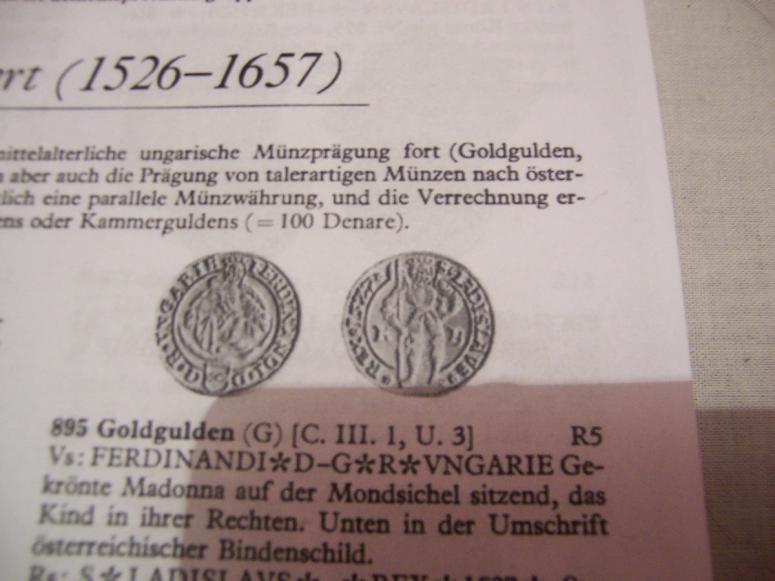 rt (1526–1657)
mittelalterliche ungarische Münzprägung fort (Goldgulden,
aber auch die Prägung von talerartigen Münzen nach öster-
lich eine parallele Münzwährung, und die Verrechnung er-
ens oder Kammerguldens (= 100 Denare).
895 Goldgulden (G) [C. III. 1, U. 3] R5
Vs: FERDINANDI✶D–G✶R✶VNGARIE Ge-
krönte Madonna auf der Mondsichel sitzend, das
Kind in ihrer Rechten. Unten in der Umschrift
österreichischer Bindenschild.
Rs: S✶LADISLAVS✶ ✶REX✶